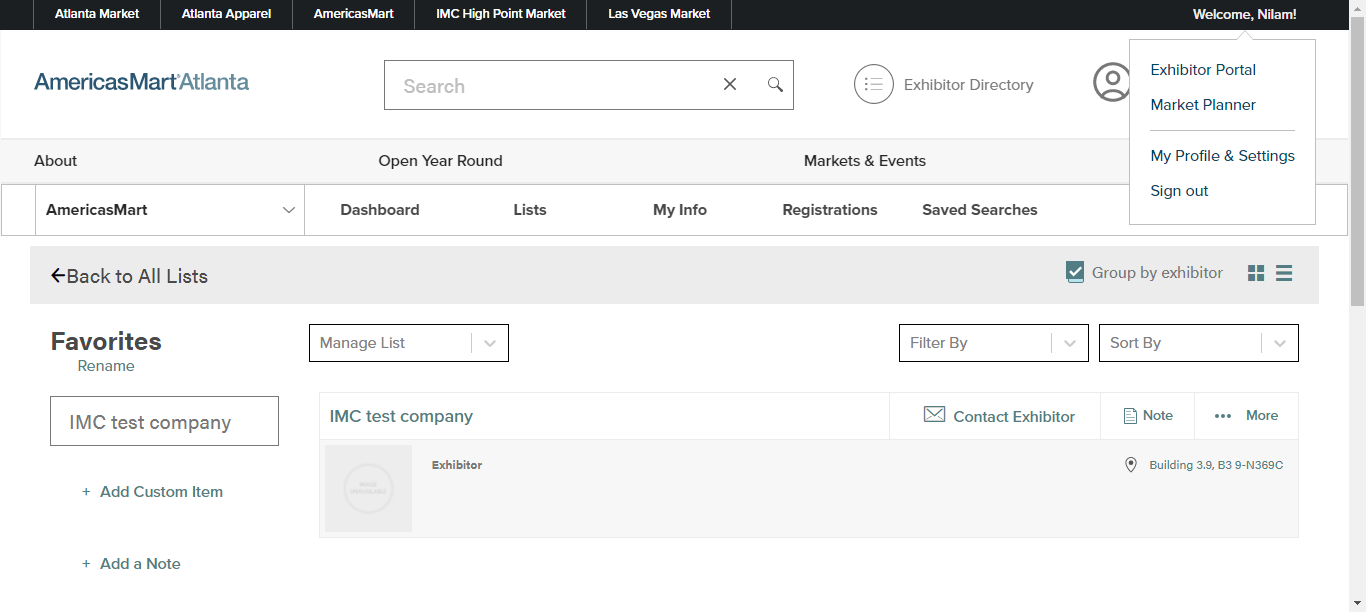 Atlanta Market Atlanta Apparel AmericasMart IMC High Point Market Las Vegas Market Welcome, Nilam!
AmericasMart Atlanta
Search
Exhibitor Directory
Exhibitor Portal
Market Planner
My Profile & Settings
Sign out
About Open Year Round Markets & Events
AmericasMart Dashboard Lists My Info Registrations Saved Searches
Back to All Lists
Group by exhibitor
Favorites
Rename
Manage List
Filter By
Sort By
IMC test company
+ Add Custom Item
+ Add a Note
IMC test company
Contact Exhibitor
Note
More
Exhibitor
Building 3.9, B3 9-N369C